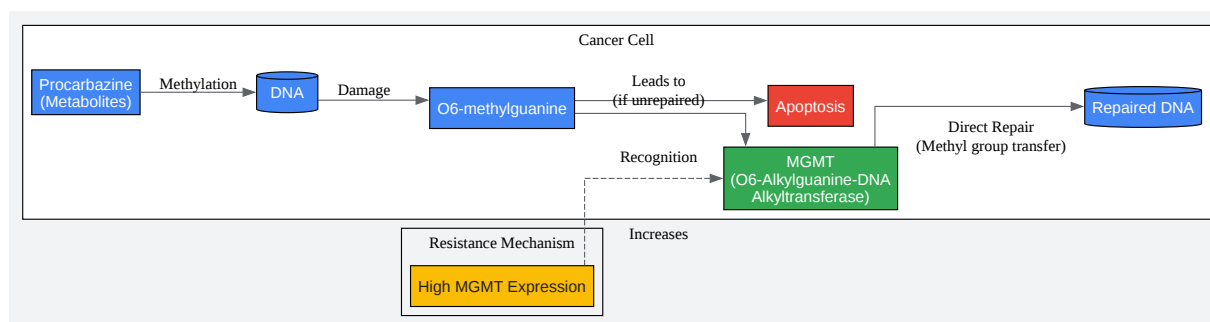 Cancer Cell
Procarbazine
(Metabolites)
Methylation
DNA
Damage
O6-methylguanine
Leads to
(if unrepaired)
Apoptosis
Recognition
MGMT
(O6-Alkylguanine-DNA
Alkyltransferase)
Direct Repair
(Methyl group transfer)
Repaired DNA
Increases
Resistance Mechanism
High MGMT Expression